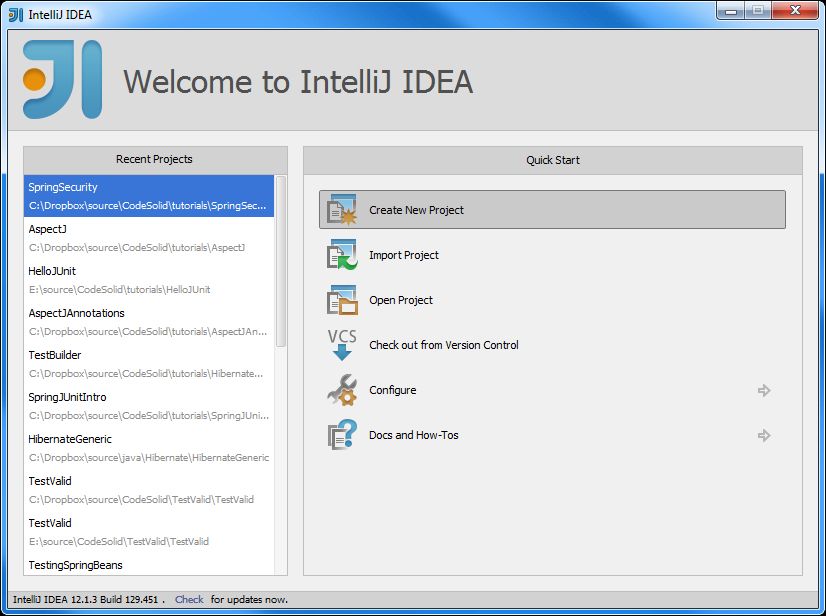 IntelliJ IDEA
Welcome to IntelliJ IDEA
Recent Projects
SpringSecurity
C:\Dropbox\source\CodeSolid\tutorials\SpringSec...
AspectJ
C:\Dropbox\source\CodeSolid\tutorials\AspectJ
HelloJUnit
E:\source\CodeSolid\tutorials\HelloJUnit
AspectJAnnotations
C:\Dropbox\source\CodeSolid\tutorials\AspectJAn...
TestBuilder
C:\Dropbox\source\CodeSolid\tutorials\Hibernate...
SpringJUnitIntro
C:\Dropbox\source\CodeSolid\tutorials\SpringJUni...
HibernateGeneric
C:\Dropbox\source\java\Hibernate\HibernateGeneric
TestValid
C:\Dropbox\source\CodeSolid\TestValid\TestValid
TestValid
E:\source\CodeSolid\TestValid\TestValid
TestingSpringBeans
Quick Start
Create New Project
Import Project
Open Project
VCS
Check out from Version Control
Configure
Docs and How-Tos
IntelliJ IDEA 12.1.3 Build 129.451 . Check for updates now.